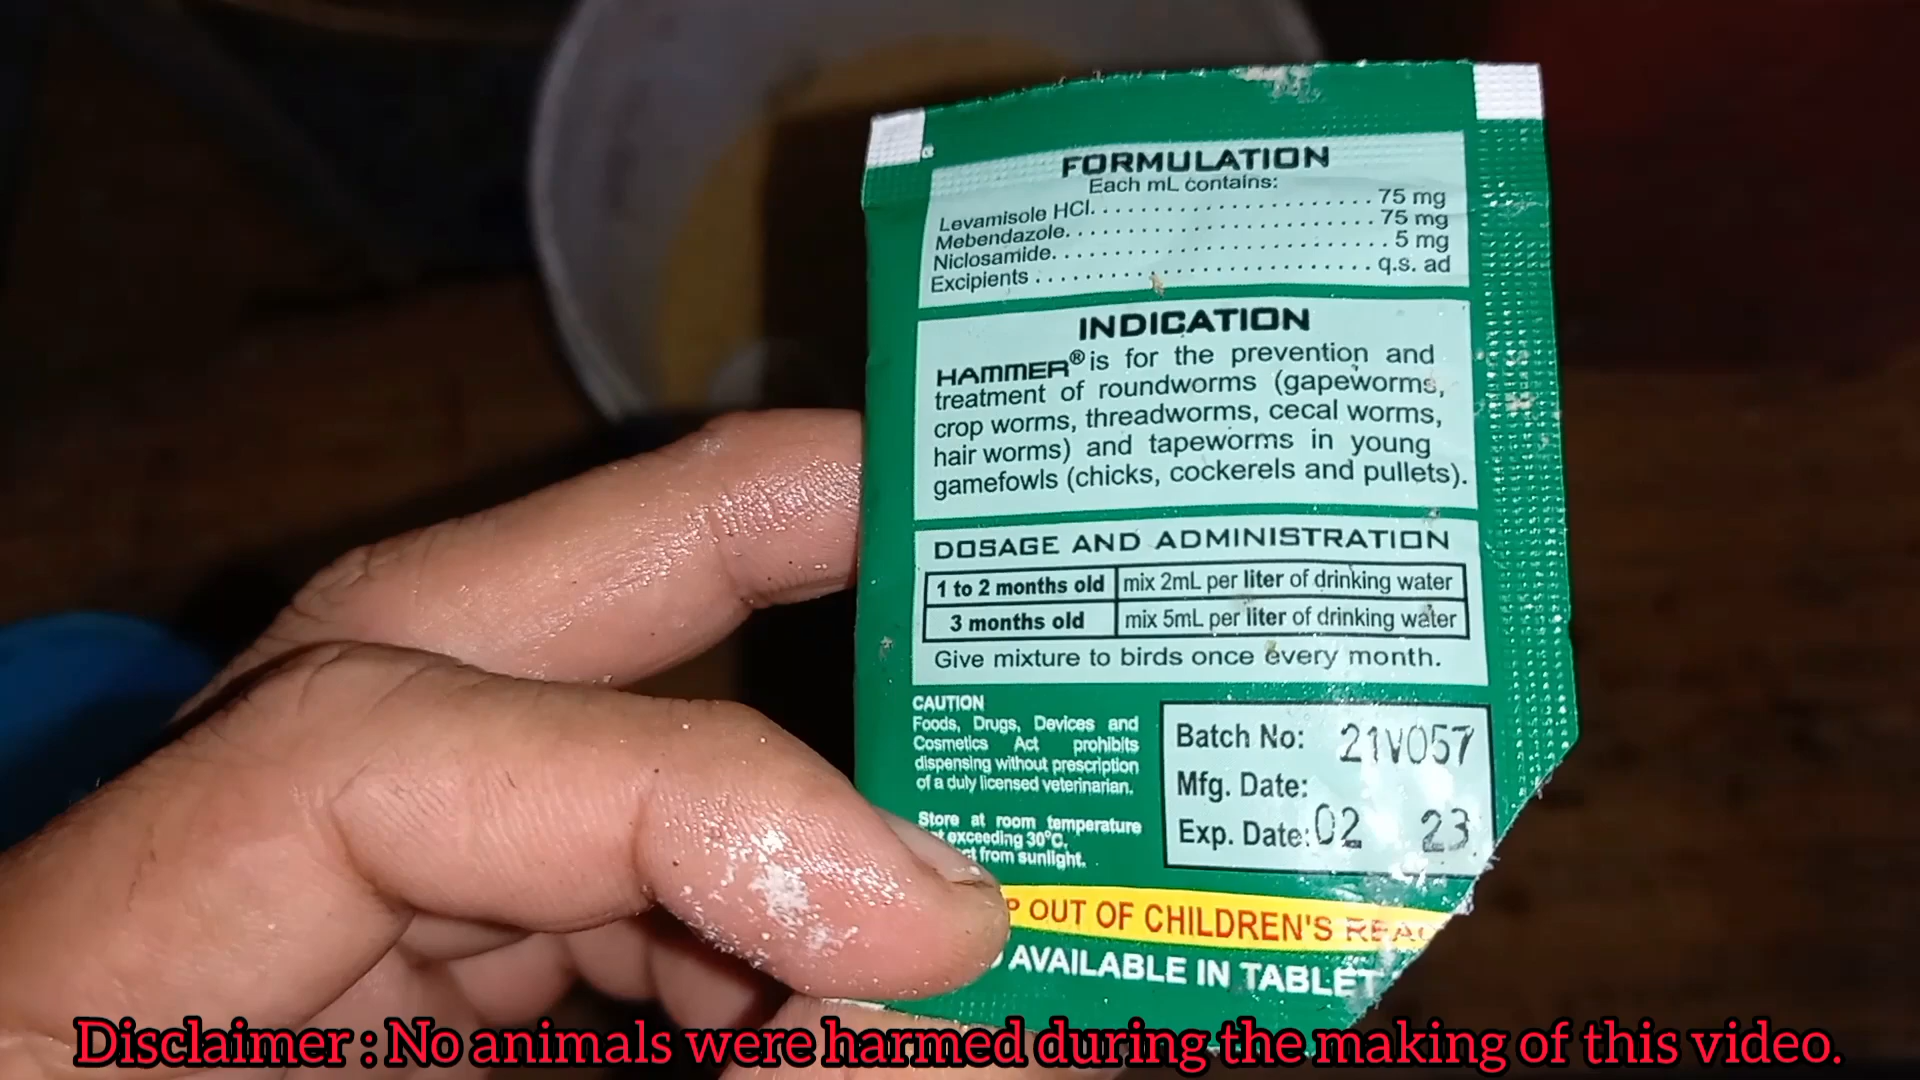 FORMULATION
Each mL contains:
Levamisole HCl. . . . . . . . . . . . . . . . . . . . . . 75 mg
Mebendazole. . . . . . . . . . . . . . . . . . . . . . . . 75 mg
Niclosamide. . . . . . . . . . . . . . . . . . . . . . . . . 5 mg
Excipients . . . . . . . . . . . . . . . . . . . . . . . . . q.s. ad
INDICATION
HAMMER® is for the prevention and
treatment of roundworms (gapeworms,
crop worms, threadworms, cecal worms,
hair worms) and tapeworms in young
gamefowls (chicks, cockerels and pullets).
DOSAGE AND ADMINISTRATION
1 to 2 months old mix 2mL per liter of drinking water
3 months old mix 5mL per liter of drinking water
Give mixture to birds once every month.
CAUTION
Foods, Drugs, Devices and
Cosmetics Act prohibits
dispensing without prescription
of a duly licensed veterinarian.
Store at room temperature
exceeding 30°C.
from sunlight.
Batch No: 21V057
Mfg. Date:
Exp. Date: 02 23
OUT OF CHILDREN'S
AVAILABLE IN TABLET
Disclaimer : No animals were harmed during the making of this video.